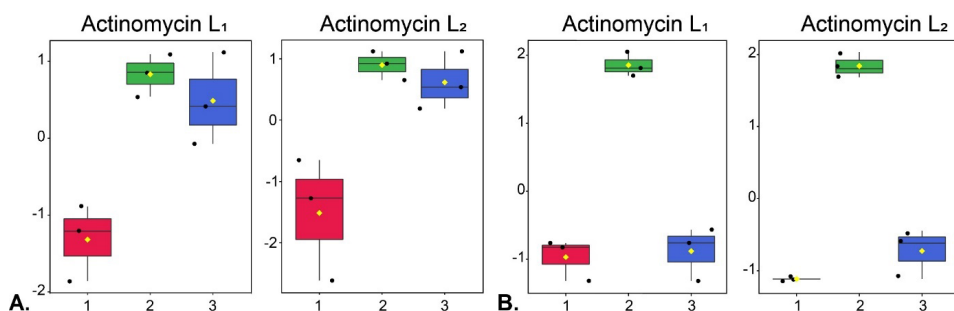 Actinomycin L₁
1
0
-1
-2
1 2 3
A.
Actinomycin L₂
1
0
-1
-2
1 2 3
Actinomycin L₁
2
1
0
-1
1 2 3
B.
Actinomycin L₂
2
1
0
-1
1 2 3